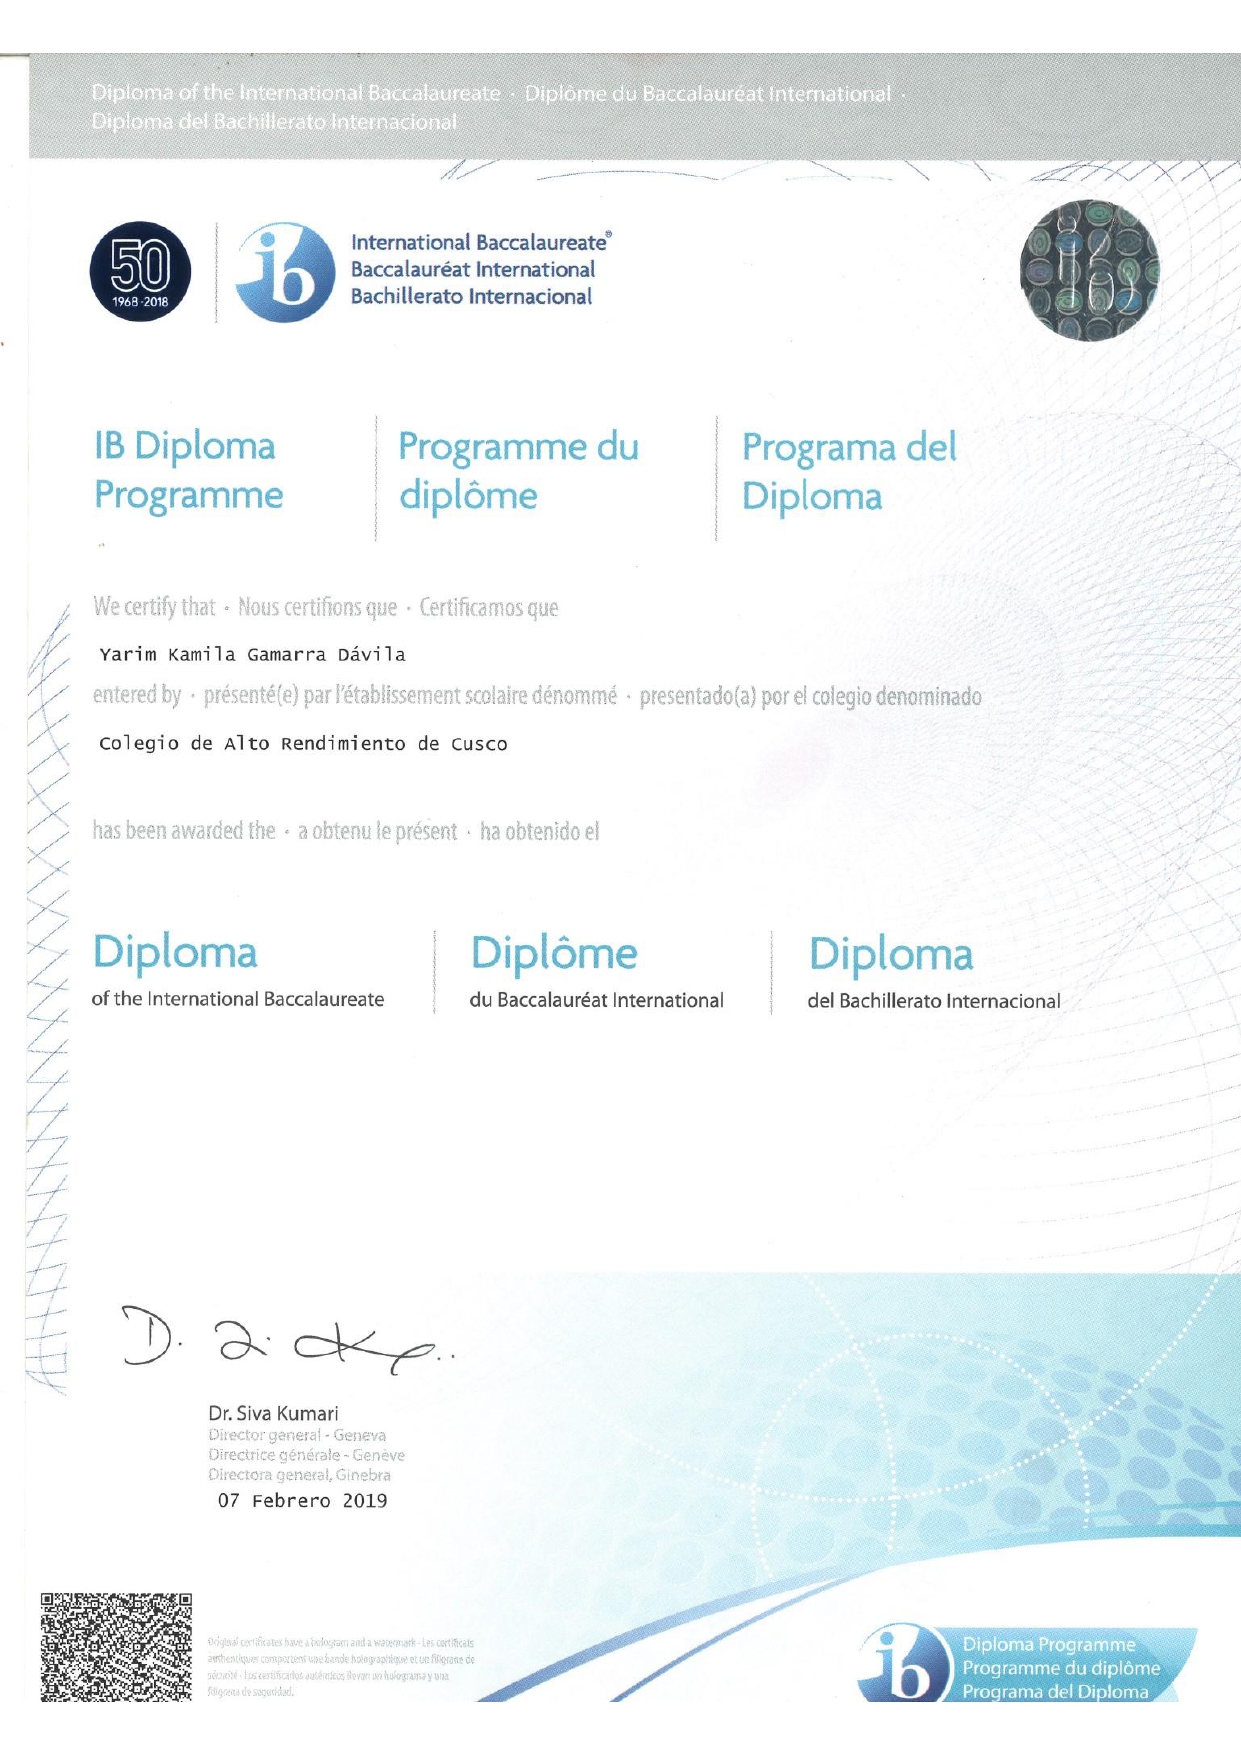 Diploma of the International Baccalaureate · Diplôme du Baccalauréat International ·
Diploma del Bachillerato Internacional
50
1968-2018
ib
International Baccalaureate®
Baccalauréat International
Bachillerato Internacional
ib
IB Diploma
Programme
Programme du
diplôme
Programa del
Diploma
We certify that · Nous certifions que · Certificamos que
Yarim Kamila Gamarra Dávila
entered by · présenté(e) par l'établissement scolaire dénommé · presentado(a) por el colegio denominado
Colegio de Alto Rendimiento de Cusco
has been awarded the · a obtenu le présent · ha obtenido el
Diploma
of the International Baccalaureate
Diplôme
du Baccalauréat International
Diploma
del Bachillerato Internacional
Dr. Siva Kumari
Director general - Geneva
Directrice générale - Genève
Directora general, Ginebra
07 Febrero 2019
Original certificates have a hologram and a watermark - Les certificats
authentiques comportent une bande holographique et un filigrane de
sécurité - Los certificados auténticos llevan un holograma y una
filigrana de seguridad.
ib
Diploma Programme
Programme du diplôme
Programa del Diploma